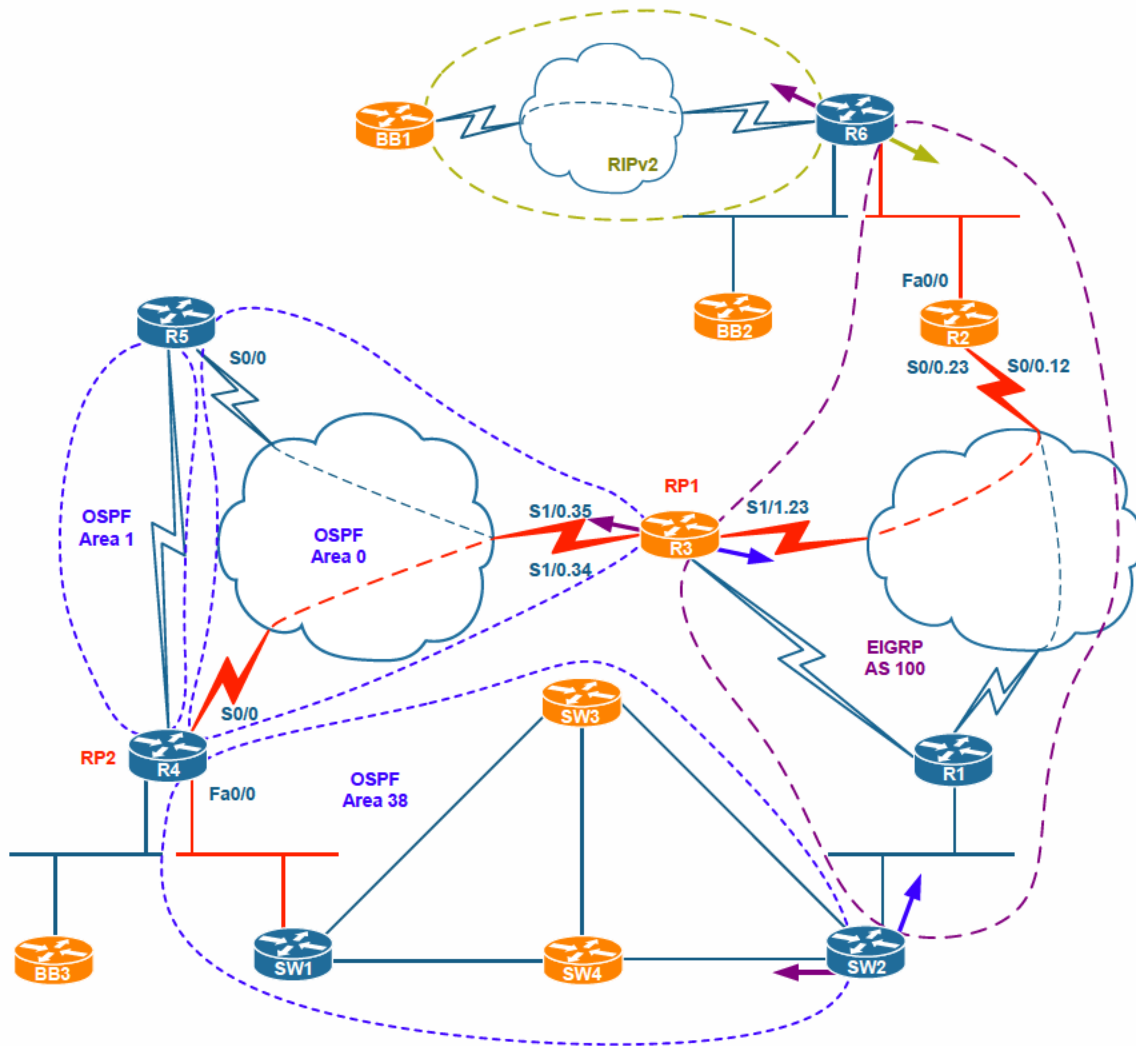 BB1
R6
RIPv2
Fa0/0
BB2
R2
R5
S0/0
S0/0.23
S0/0.12
RP1
S1/0.35
S1/1.23
OSPF
Area 1
OSPF
Area 0
R3
S1/0.34
EIGRP
AS 100
S0/0
SW3
RP2
R4
R1
Fa0/0
OSPF
Area 38
BB3
SW1
SW4
SW2